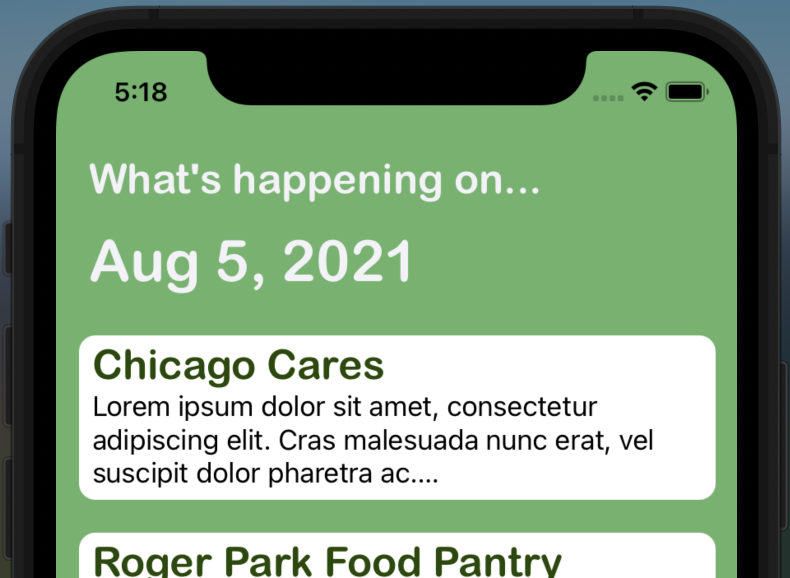 5:18
What's happening on...
Aug 5, 2021
Chicago Cares
Lorem ipsum dolor sit amet, consectetur
adipiscing elit. Cras malesuada nunc erat, vel
suscipit dolor pharetra ac....
Roger Park Food Pantry